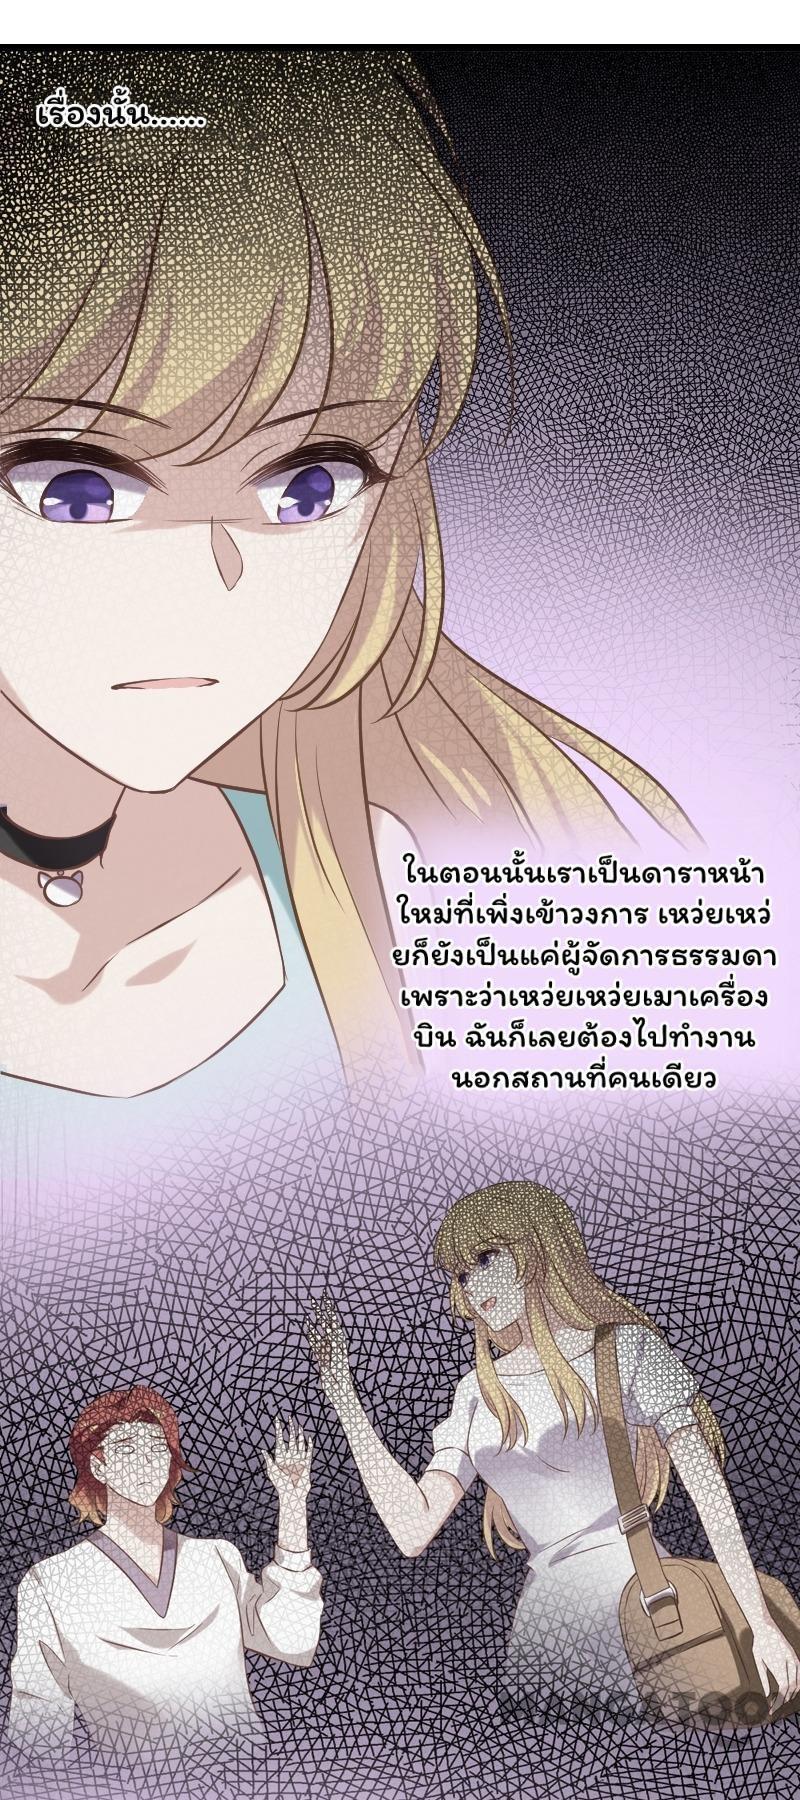 เรื่องนั้น......
ในตอนนั้นเราเป็นดาราหน้า
ใหม่ที่เพิ่งเข้าวงการ เหว่ยเหว่
ยก็ยังเป็นแค่ผู้จัดการธรรมดา
เพราะว่าเหว่ยเหว่ยเมาเครื่อง
บิน ฉันก็เลยต้องไปทำงาน
นอกสถานที่คนเดียว
MANGATOON